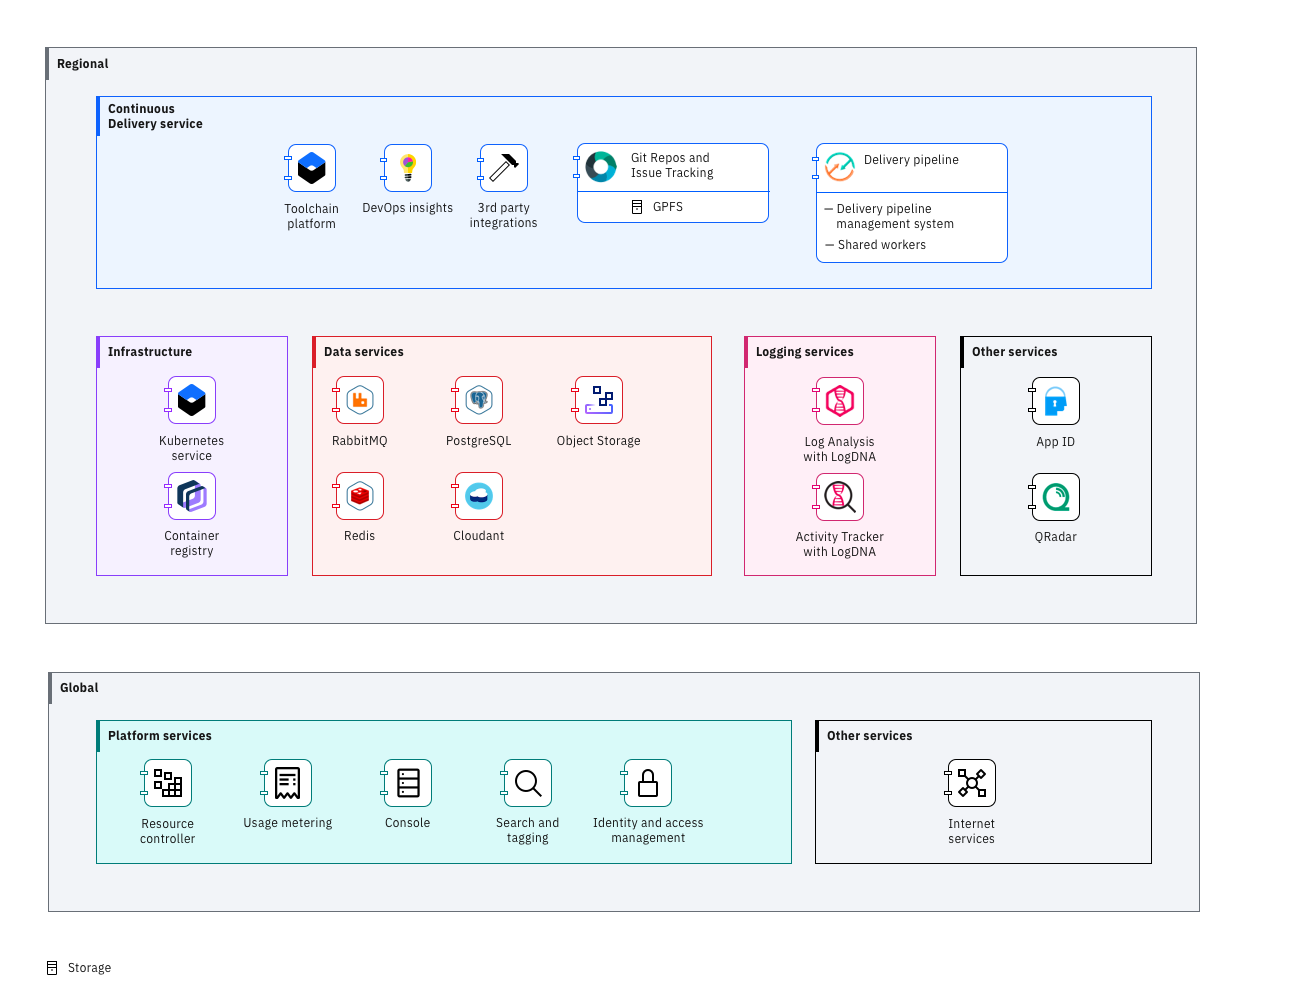 Regional
Continuous
Delivery service
Toolchain
platform
DevOps insights
3rd party
integrations
Git Repos and
Issue Tracking
GPFS
Delivery pipeline
— Delivery pipeline
management system
— Shared workers
Infrastructure
Kubernetes
service
Container
registry
Data services
RabbitMQ
PostgreSQL
Object Storage
Redis
Cloudant
Logging services
Log Analysis
with LogDNA
Activity Tracker
with LogDNA
Other services
App ID
QRadar
Global
Platform services
Resource
controller
Usage metering
Console
Search and
tagging
Identity and access
management
Other services
Internet
services
Storage